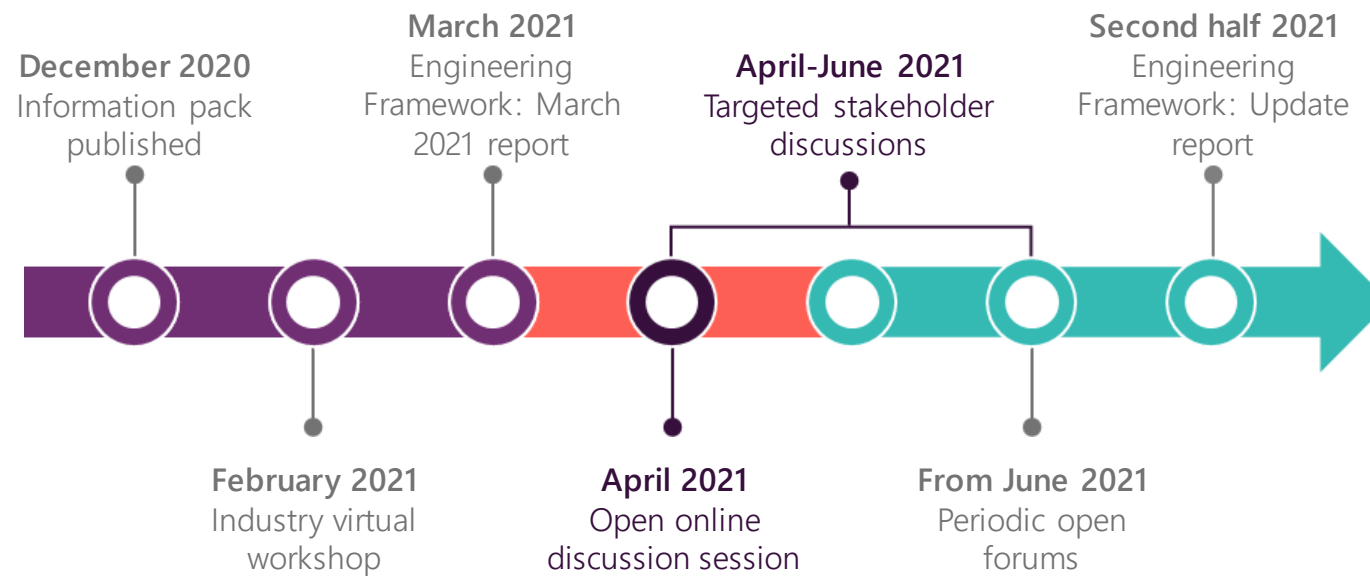 December 2020
Information pack
published
March 2021
Engineering
Framework: March
2021 report
April-June 2021
Targeted stakeholder
discussions
Second half 2021
Engineering
Framework: Update
report
February 2021
Industry virtual
workshop
April 2021
Open online
discussion session
From June 2021
Periodic open
forums